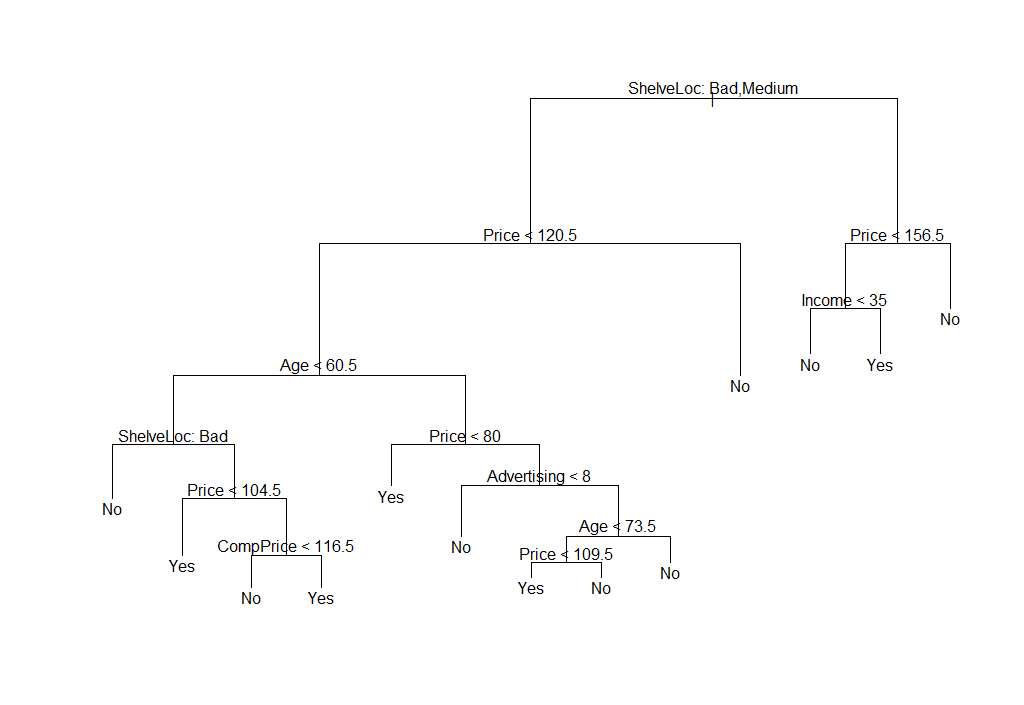 ShelveLoc: Bad,Medium
Price < 120.5
Price < 156.5
Income < 35
No
No
Yes
Age < 60.5
No
ShelveLoc: Bad
Price < 80
Advertising < 8
Price < 104.5
Yes
No
Age < 73.5
CompPrice < 116.5
No
Price < 109.5
Yes
No
Yes
No
No
Yes